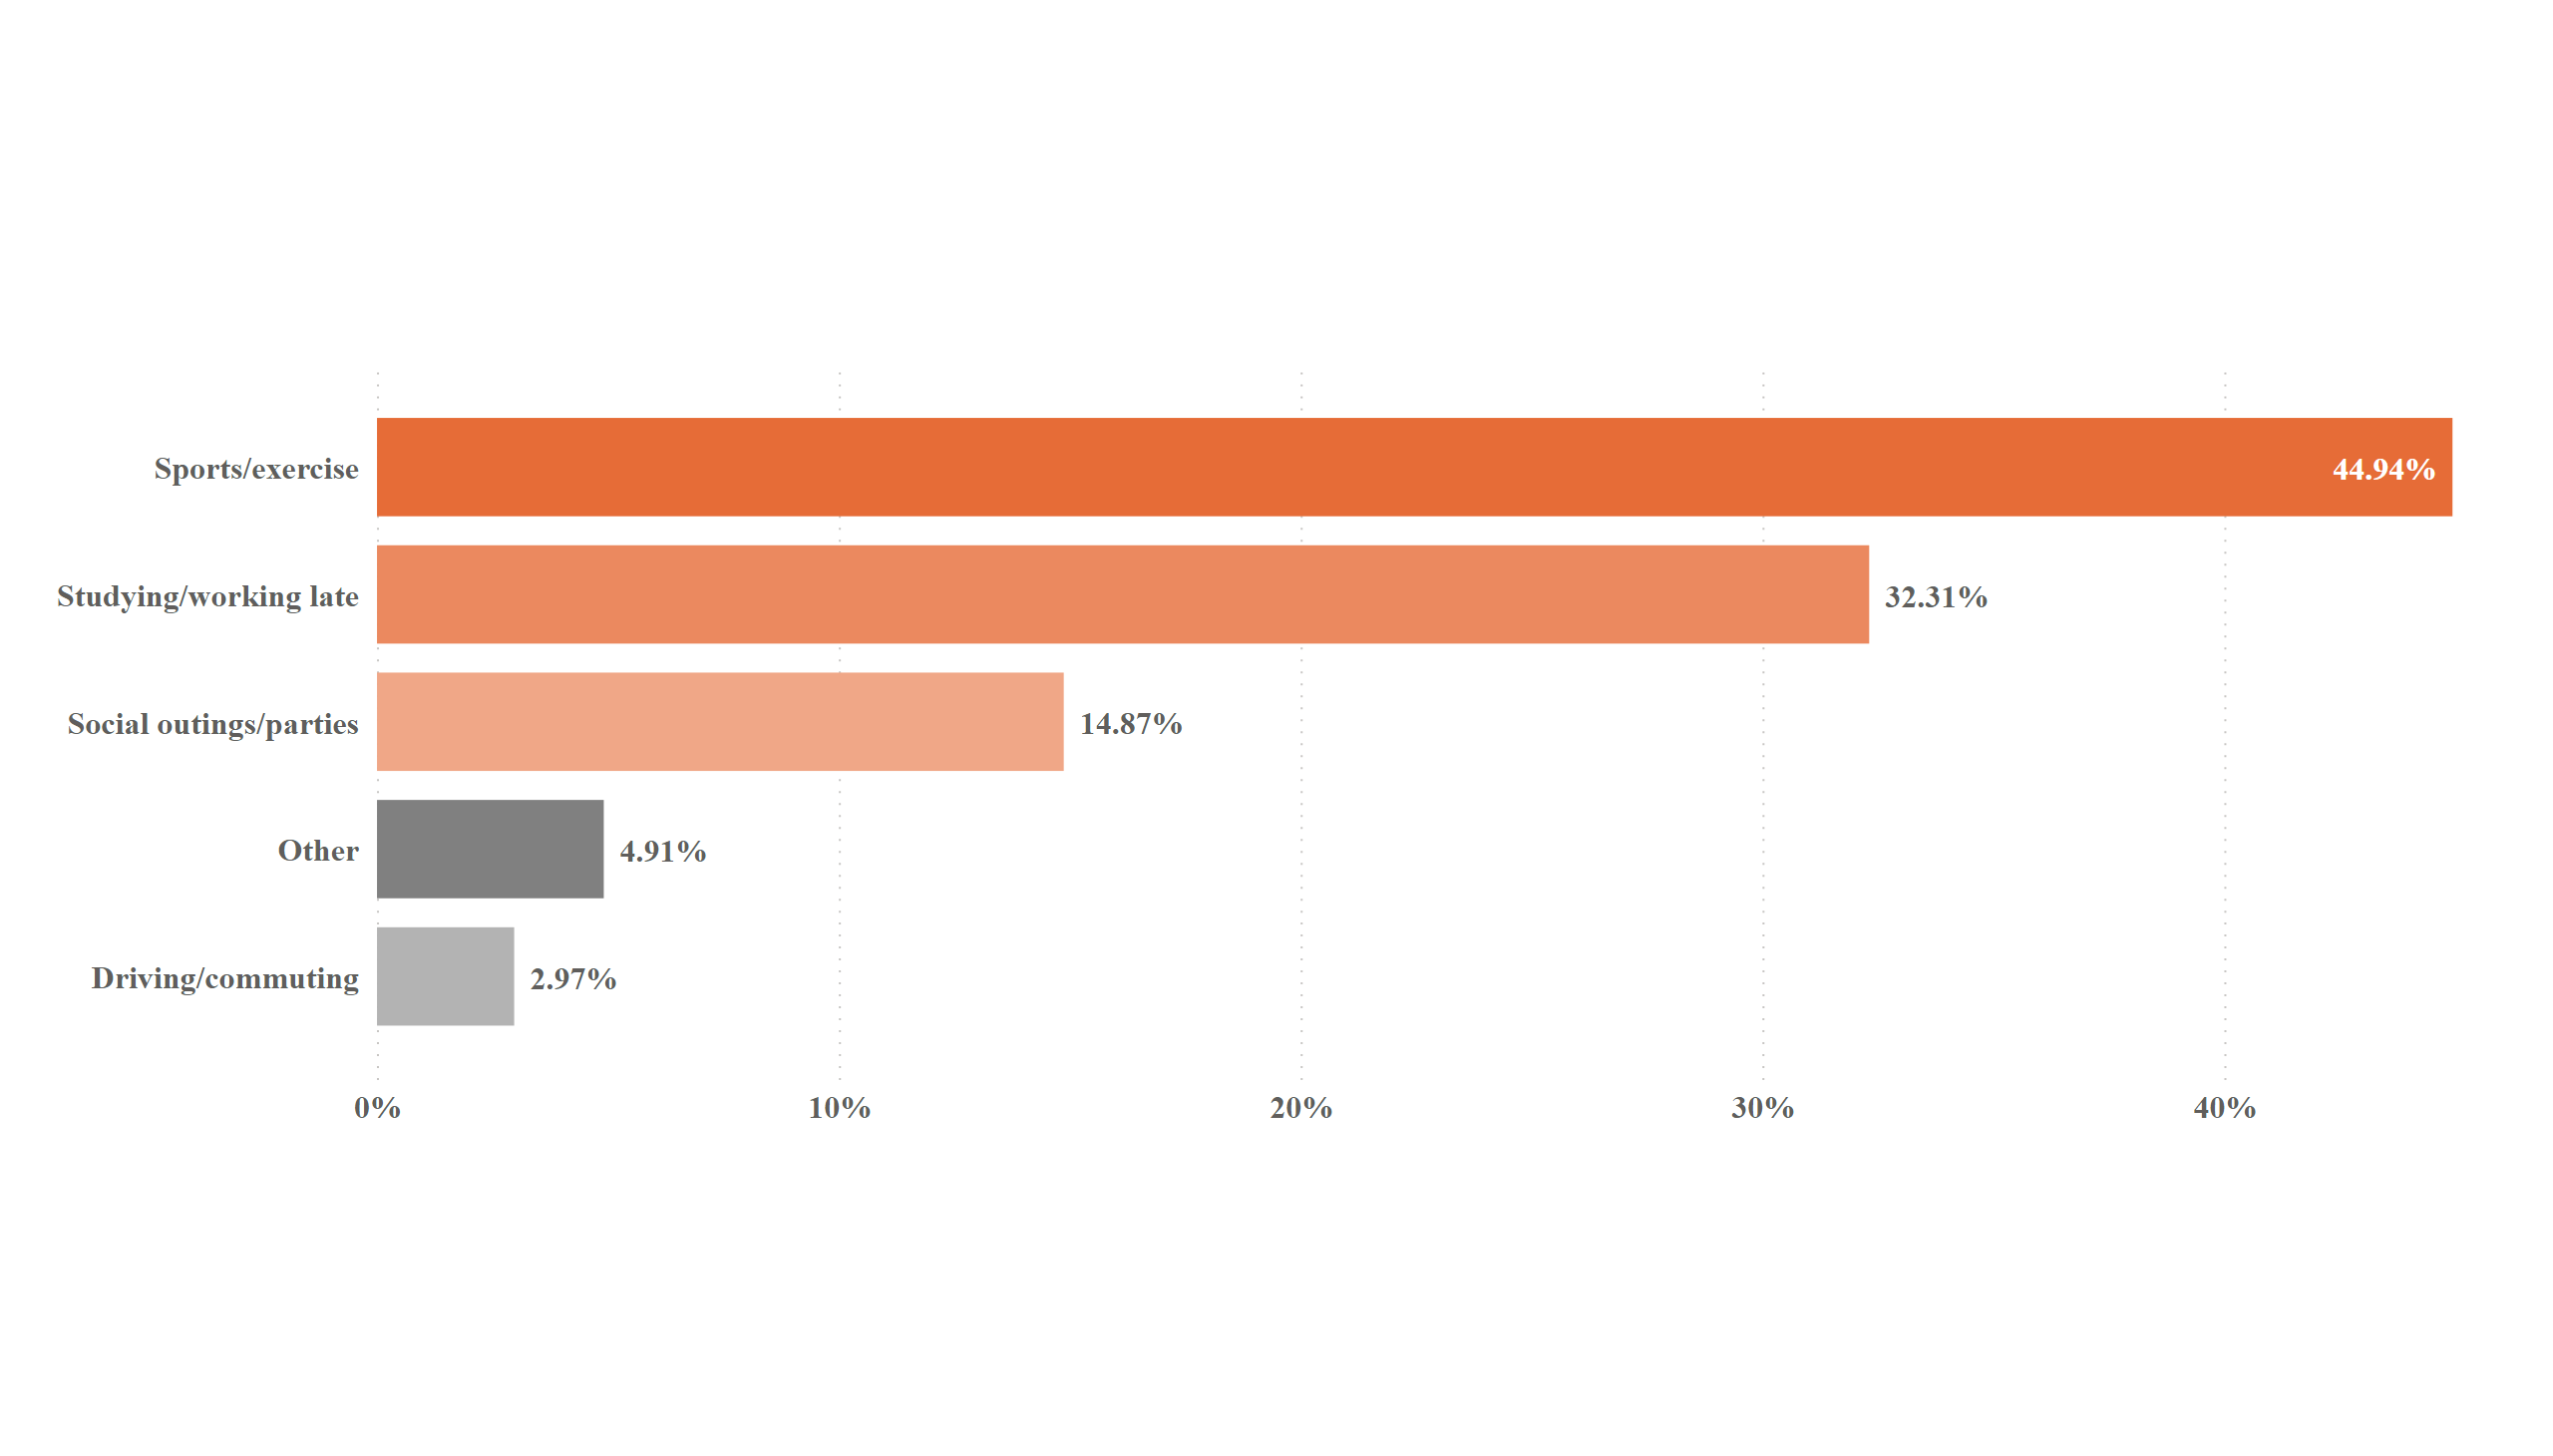 Sports/exercise 44.94%
Studying/working late 32.31%
Social outings/parties 14.87%
Other 4.91%
Driving/commuting 2.97%
0% 10% 20% 30% 40%